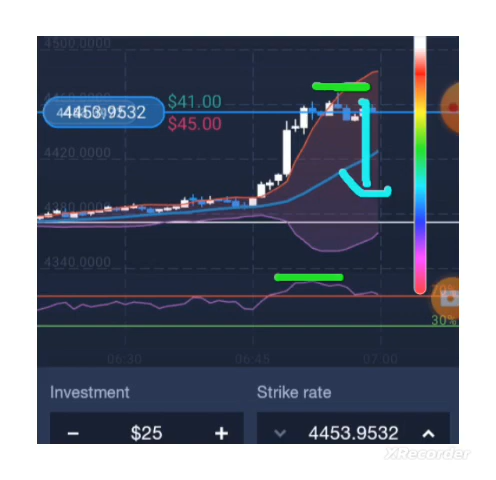 4500.0000
$41.00
4453.9532
$45.00
4420.0000
4380.0000
4340.0000
70%
30%
06:30 06:45 07:00
Investment Strike rate
− $25 + 4453.9532
XRecorder